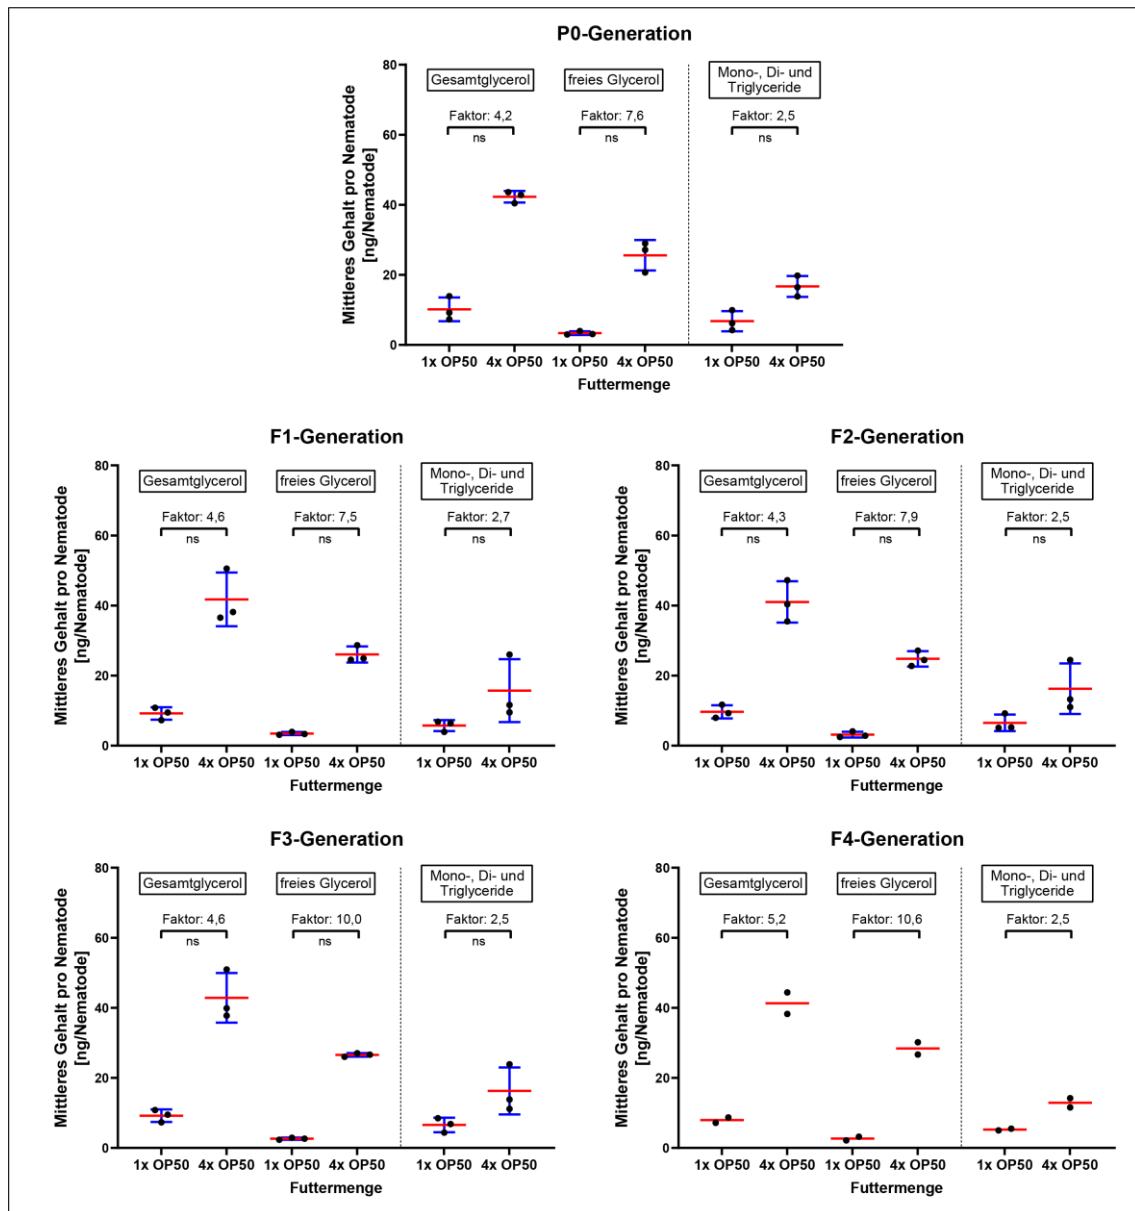 P0-Generation
Mittleres Gehalt pro Nematode
[ng/Nematode]
80
60
40
20
0
Gesamtglycerol
freies Glycerol
Mono-, Di- und
Triglyceride
Faktor: 4,2
Faktor: 7,6
Faktor: 2,5
ns
ns
ns
1x OP50
4x OP50
1x OP50
4x OP50
1x OP50
4x OP50
Futtermenge
F1-Generation
Mittleres Gehalt pro Nematode
[ng/Nematode]
80
60
40
20
0
Gesamtglycerol
freies Glycerol
Mono-, Di- und
Triglyceride
Faktor: 4,6
Faktor: 7,5
Faktor: 2,7
ns
ns
ns
1x OP50
4x OP50
1x OP50
4x OP50
1x OP50
4x OP50
Futtermenge
F2-Generation
Mittleres Gehalt pro Nematode
[ng/Nematode]
80
60
40
20
0
Gesamtglycerol
freies Glycerol
Mono-, Di- und
Triglyceride
Faktor: 4,3
Faktor: 7,9
Faktor: 2,5
ns
ns
ns
1x OP50
4x OP50
1x OP50
4x OP50
1x OP50
4x OP50
Futtermenge
F3-Generation
Mittleres Gehalt pro Nematode
[ng/Nematode]
80
60
40
20
0
Gesamtglycerol
freies Glycerol
Mono-, Di- und
Triglyceride
Faktor: 4,6
Faktor: 10,0
Faktor: 2,5
ns
ns
ns
1x OP50
4x OP50
1x OP50
4x OP50
1x OP50
4x OP50
Futtermenge
F4-Generation
Mittleres Gehalt pro Nematode
[ng/Nematode]
80
60
40
20
0
Gesamtglycerol
freies Glycerol
Mono-, Di- und
Triglyceride
Faktor: 5,2
Faktor: 10,6
Faktor: 2,5
1x OP50
4x OP50
1x OP50
4x OP50
1x OP50
4x OP50
Futtermenge